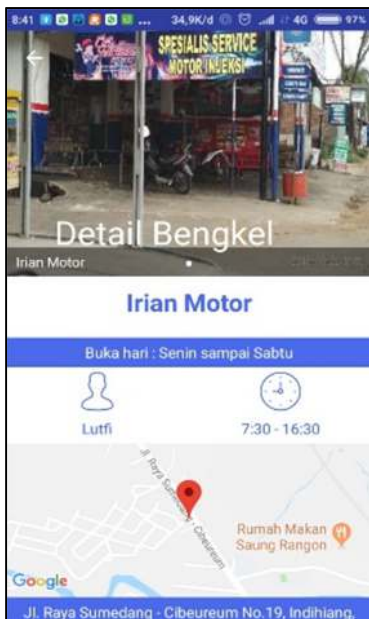 8:41
... 34,9K/d 4G 97%
SPESIALIS SERVICE
MOTOR INJEKSI
Detail Bengkel
Irian Motor
Irian Motor
Buka hari : Senin sampai Sabtu
Lutfi
7:30 - 16:30
Jl. Raya Sumedang - Cibeureum
Rumah Makan
Saung Rangon
Google
Jl. Raya Sumedang - Cibeureum No.19, Indihiang,